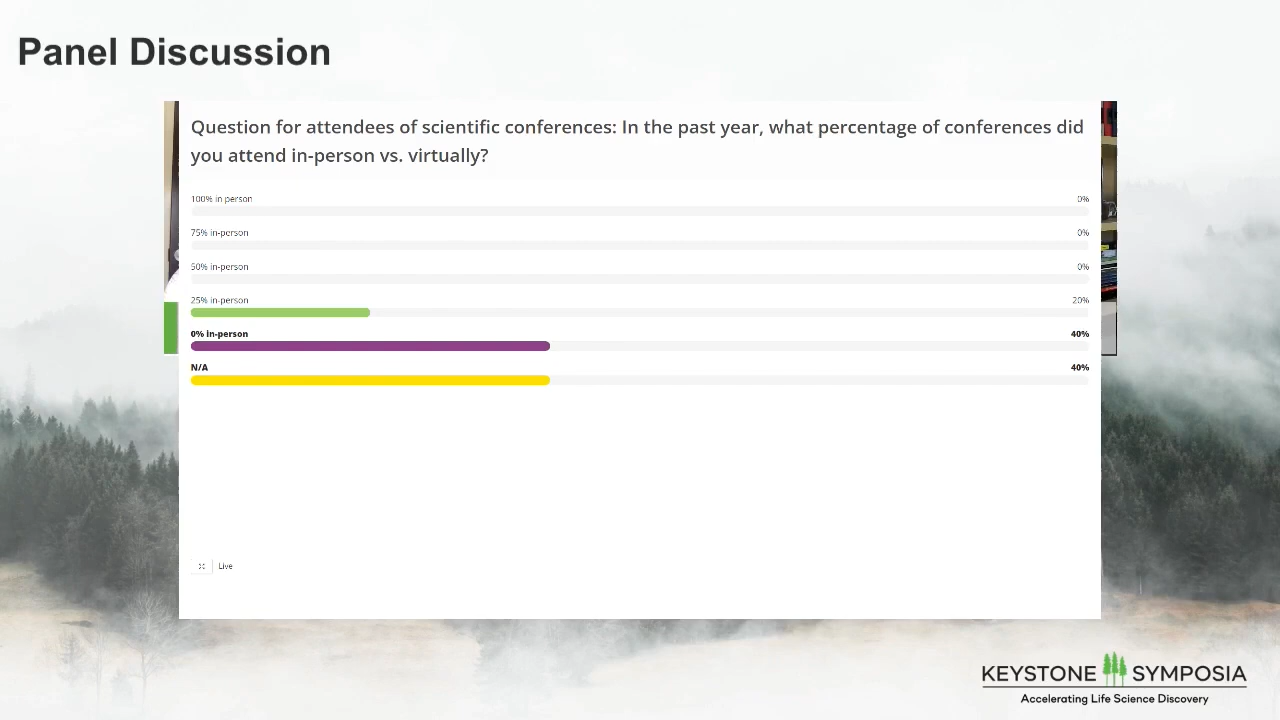 Panel Discussion
Question for attendees of scientific conferences: In the past year, what percentage of conferences did
you attend in-person vs. virtually?
100% in person 0%
75% in-person 0%
50% in-person 0%
25% in-person 20%
0% in-person 40%
N/A 40%
Live
KEYSTONE SYMPOSIA
Accelerating Life Science Discovery